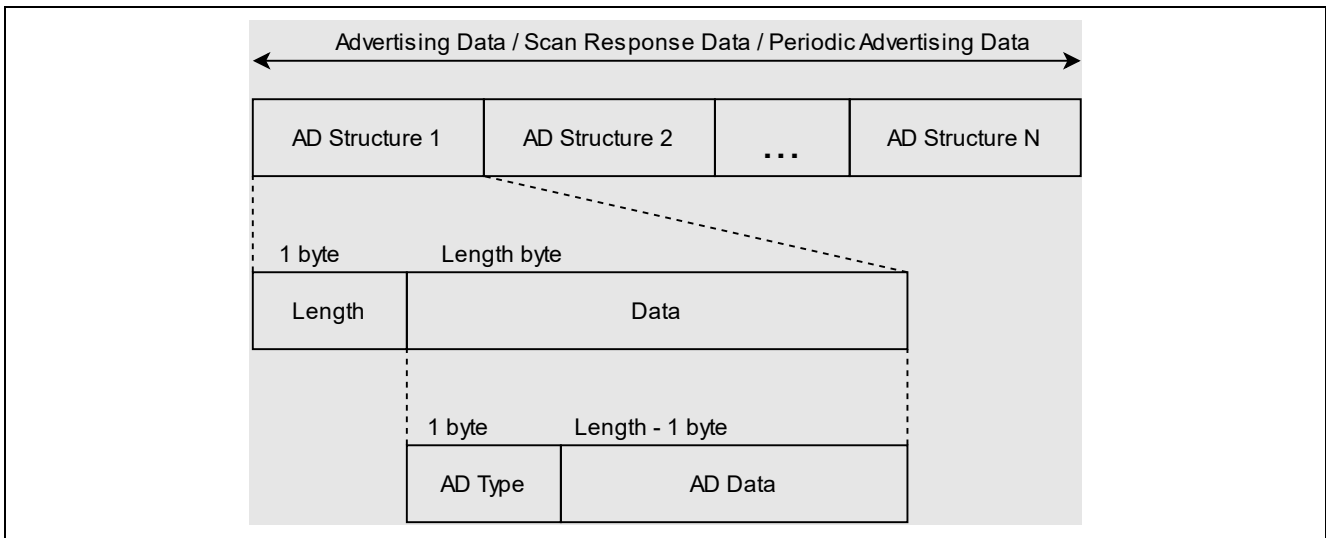 Advertising Data / Scan Response Data / Periodic Advertising Data
AD Structure 1 AD Structure 2 ... AD Structure N
1 byte Length byte
Length Data
1 byte Length - 1 byte
AD Type AD Data